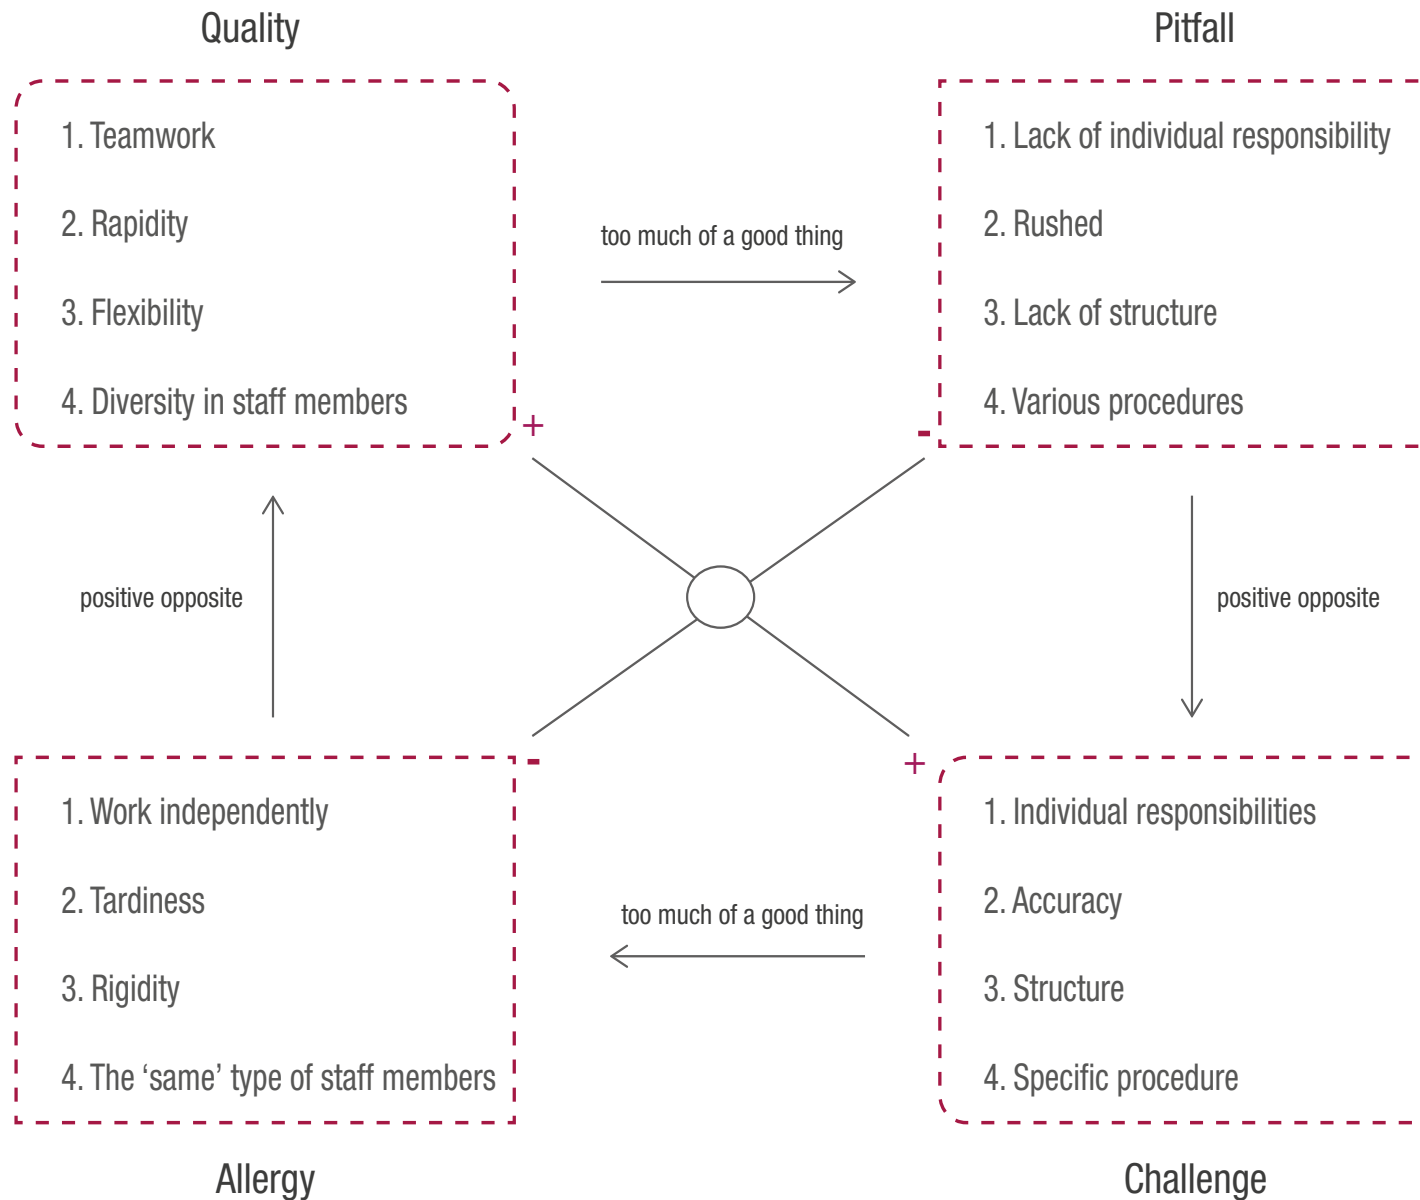 Quality
Pitfall
1. Teamwork
2. Rapidity
3. Flexibility
4. Diversity in staff members
+
too much of a good thing
1. Lack of individual responsibility
2. Rushed
3. Lack of structure
4. Various procedures
-
positive opposite
positive opposite
1. Work independently
2. Tardiness
3. Rigidity
4. The ‘same’ type of staff members
-
too much of a good thing
+
1. Individual responsibilities
2. Accuracy
3. Structure
4. Specific procedure
Allergy
Challenge